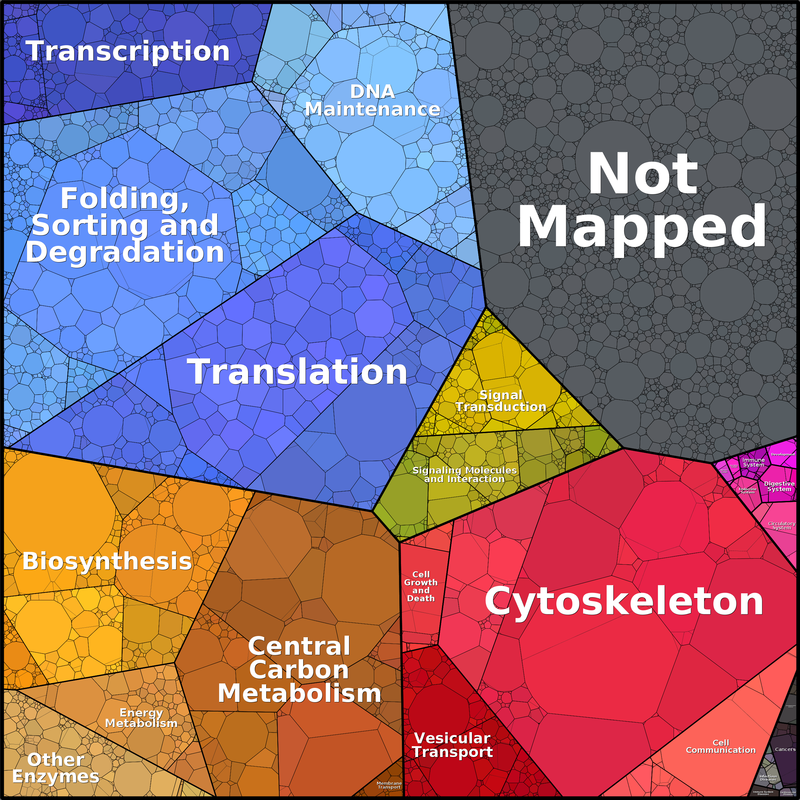 Transcription
DNA
Maintenance
Not
Mapped
Folding,
Sorting and
Degradation
Translation
Signal
Transduction
Signaling Molecules
and Interaction
Immune
System
Digestive
System
Circulatory
System
Biosynthesis
Cell
Growth
and
Death
Cytoskeleton
Central
Carbon
Metabolism
Energy
Metabolism
Other
Enzymes
Vesicular
Transport
Cell
Communication
Cancers
Membrane
Transport